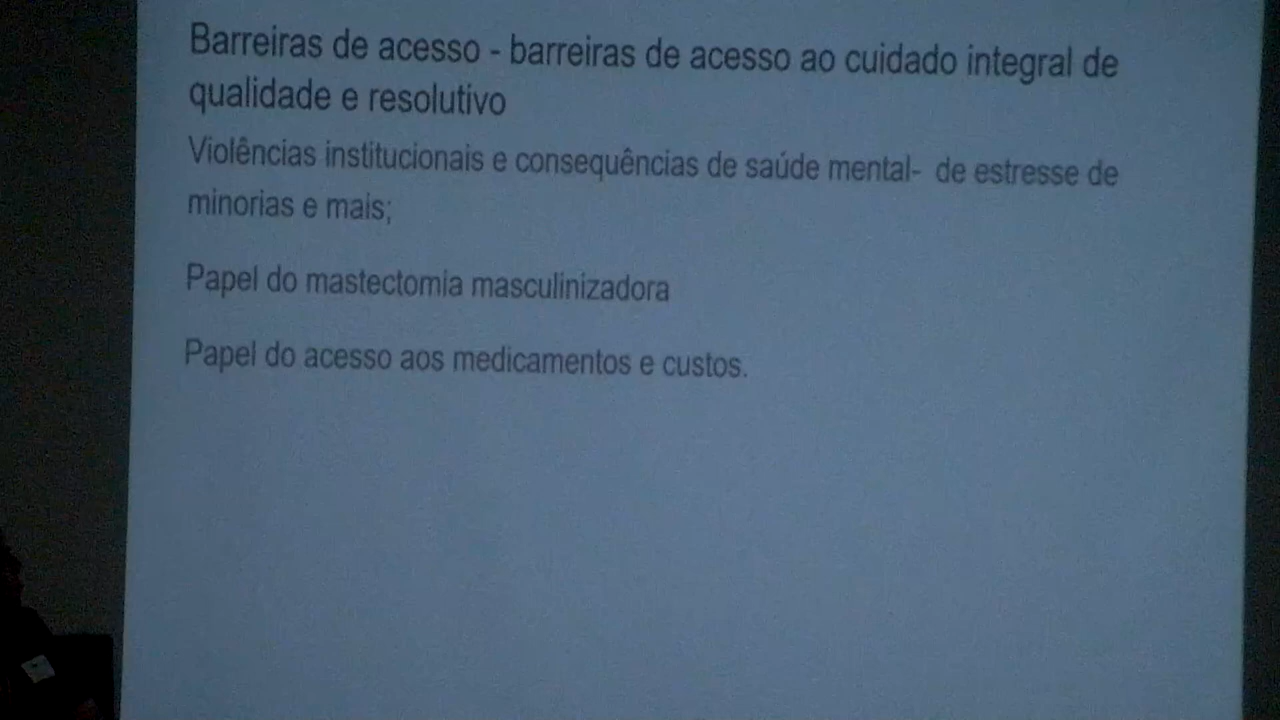 Barreiras de acesso - barreiras de acesso ao cuidado integral de
qualidade e resolutivo
Violências institucionais e consequências de saúde mental- de estresse de
minorias e mais;
Papel do mastectomia masculinizadora
Papel do acesso aos medicamentos e custos.